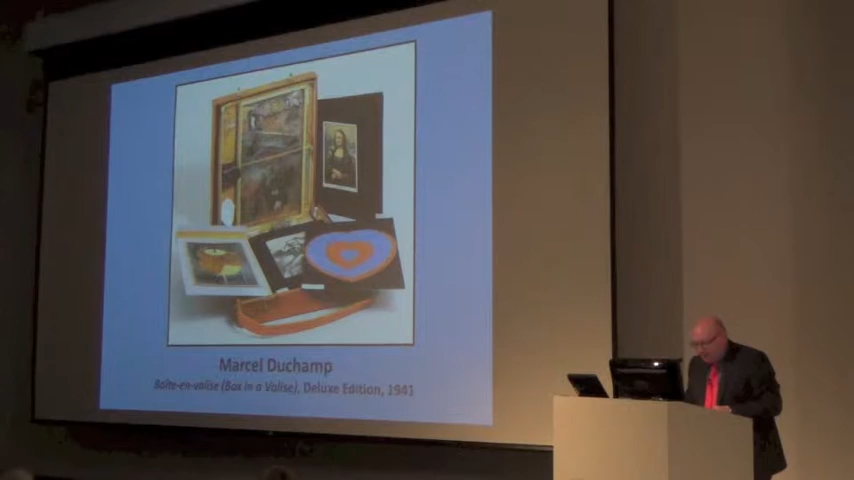 Marcel Duchamp
Boîte-en-valise (Box in a Valise), Deluxe Edition, 1941